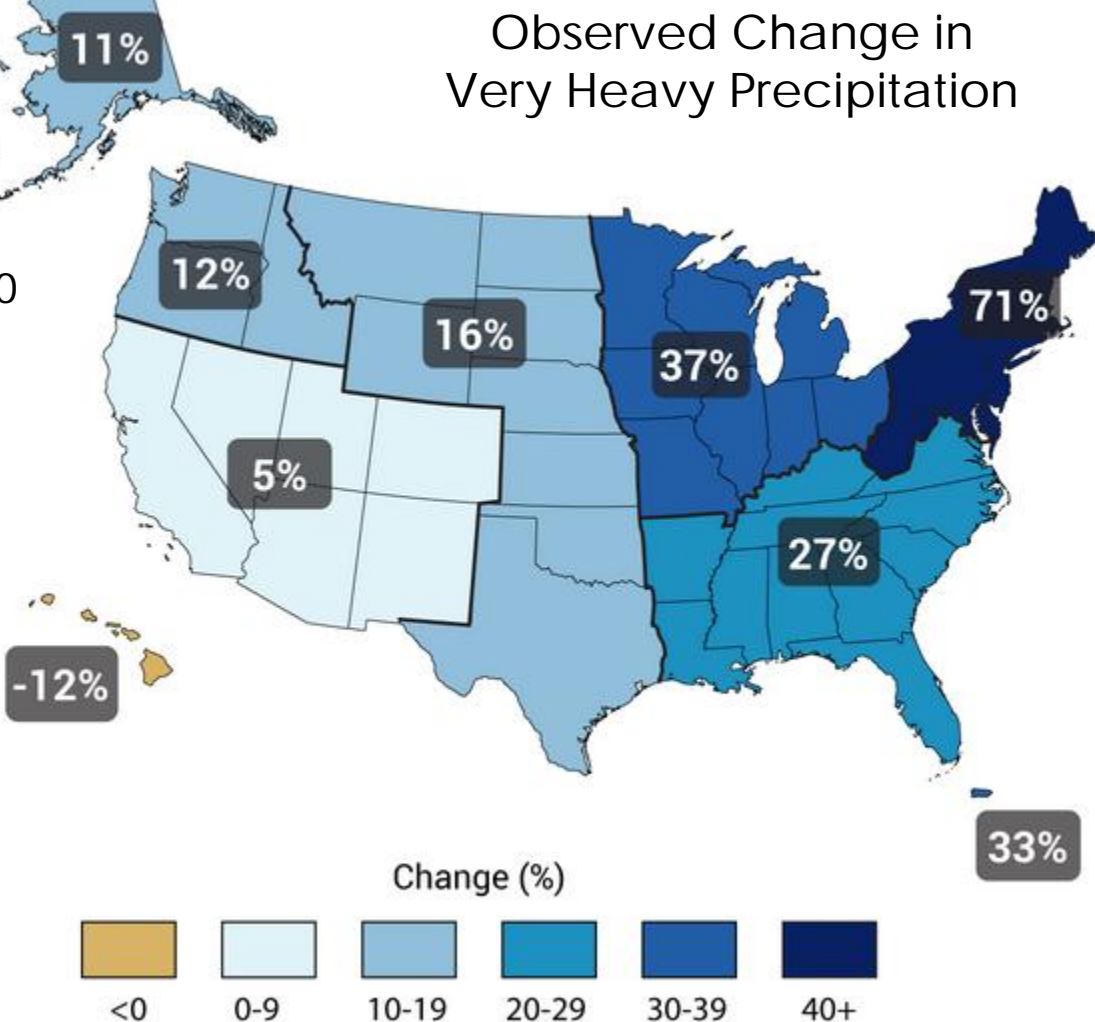 Observed Change in
Very Heavy Precipitation
11%
12%
0
16%
37%
71%
5%
27%
-12%
33%
Change (%)
<0 0-9 10-19 20-29 30-39 40+